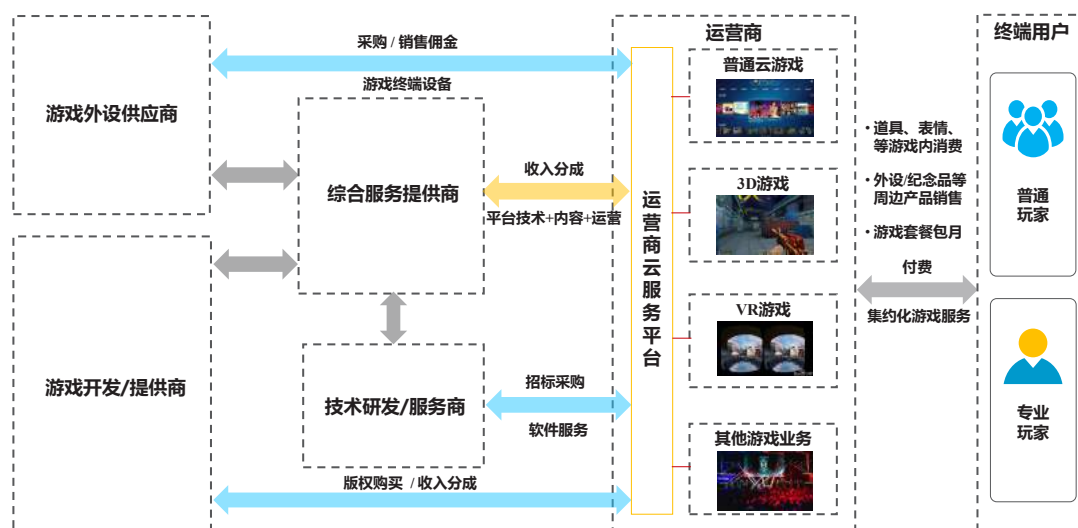 运营商
终端用户
采购 / 销售佣金
游戏终端设备
游戏外设供应商
综合服务提供商
收入分成
平台技术+内容+运营
游戏开发/提供商
技术研发/服务商
招标采购
软件服务
版权购买 / 收入分成
运营商云服务平台
普通云游戏
3D游戏
VR游戏
其他游戏业务
• 道具、表情、
等游戏内消费
• 外设/纪念品等
周边产品销售
• 游戏套餐包月
付费
集约化游戏服务
普通
玩家
专业
玩家